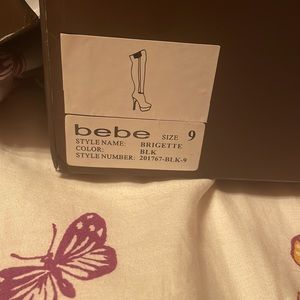 bebe SIZE 9
STYLE NAME: BRIGETTE
COLOR: BLK
STYLE NUMBER: 201767-BLK-9